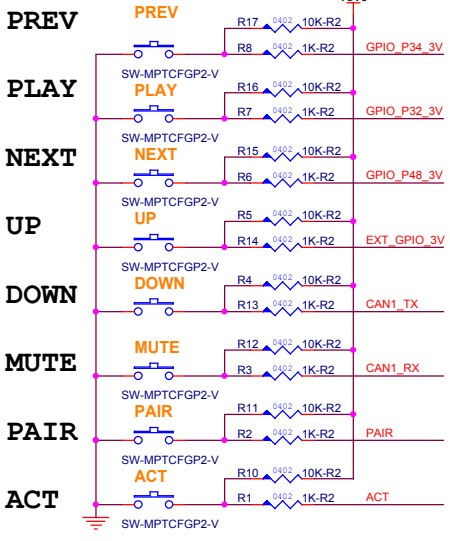 PREV
PREV
R17 0402 10K-R2
R8 0402 1K-R2 GPIO_P34_3V
SW-MPTCFGP2-V
PLAY
PLAY
R16 0402 10K-R2
R7 0402 1K-R2 GPIO_P32_3V
SW-MPTCFGP2-V
NEXT
NEXT
R15 0402 10K-R2
R6 0402 1K-R2 GPIO_P48_3V
SW-MPTCFGP2-V
UP
UP
R5 0402 10K-R2
R14 0402 1K-R2 EXT_GPIO_3V
SW-MPTCFGP2-V
DOWN
DOWN
R4 0402 10K-R2
R13 0402 1K-R2 CAN1_TX
SW-MPTCFGP2-V
MUTE
MUTE
R12 0402 10K-R2
R3 0402 1K-R2 CAN1_RX
SW-MPTCFGP2-V
PAIR
PAIR
R11 0402 10K-R2
R2 0402 1K-R2 PAIR
SW-MPTCFGP2-V
ACT
ACT
R10 0402 10K-R2
R1 0402 1K-R2 ACT
SW-MPTCFGP2-V